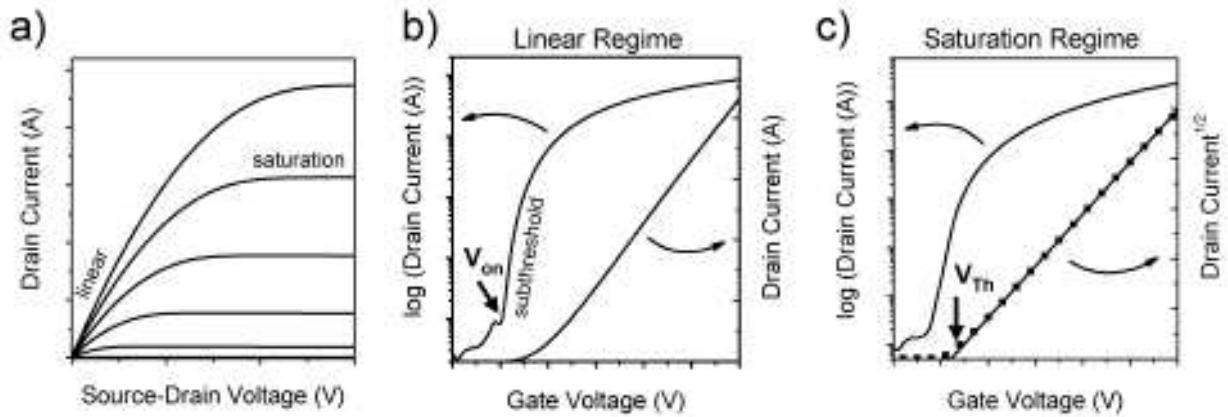 a)
Drain Current (A)
linear
saturation
Source-Drain Voltage (V)
b)
Linear Regime
log (Drain Current (A))
Von
subthreshold
Drain Current (A)
Gate Voltage (V)
c)
Saturation Regime
log (Drain Current (A))
VTh
Drain Current1/2
Gate Voltage (V)